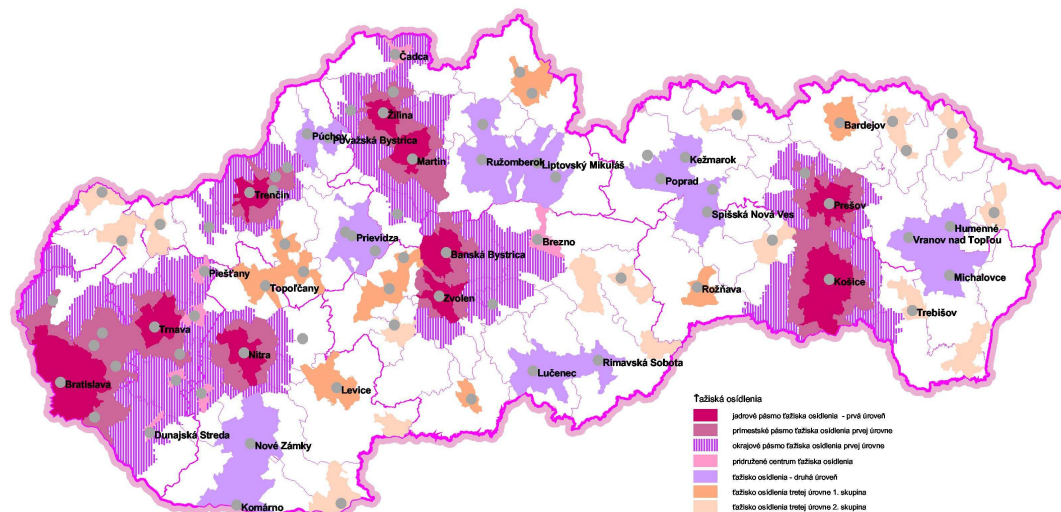 Čadca
Žilina
Púchov
Považská Bystrica
Martin
Ružomberok
Liptovský Mikuláš
Kežmarok
Poprad
Bardejov
Trenčín
Spišská Nová Ves
Prešov
Humenné
Vranov nad Topľou
Prievidza
Banská Bystrica
Brezno
Piešťany
Topoľčany
Zvolen
Rožňava
Košice
Michalovce
Trebišov
Trnava
Nitra
Bratislava
Levice
Lučenec
Rimavská Sobota
Dunajská Streda
Nové Zámky
Komárno
Ťažiská osídlenia
jadrové pásmo ťažiska osídlenia - prvá úroveň
prímestské pásmo ťažiska osídlenia prvej úrovne
okrajové pásmo ťažiska osídlenia prvej úrovne
pridružené centrum ťažiska osídlenia
ťažisko osídlenia - druhá úroveň
ťažisko osídlenia tretej úrovne 1. skupina
ťažisko osídlenia tretej úrovne 2. skupina